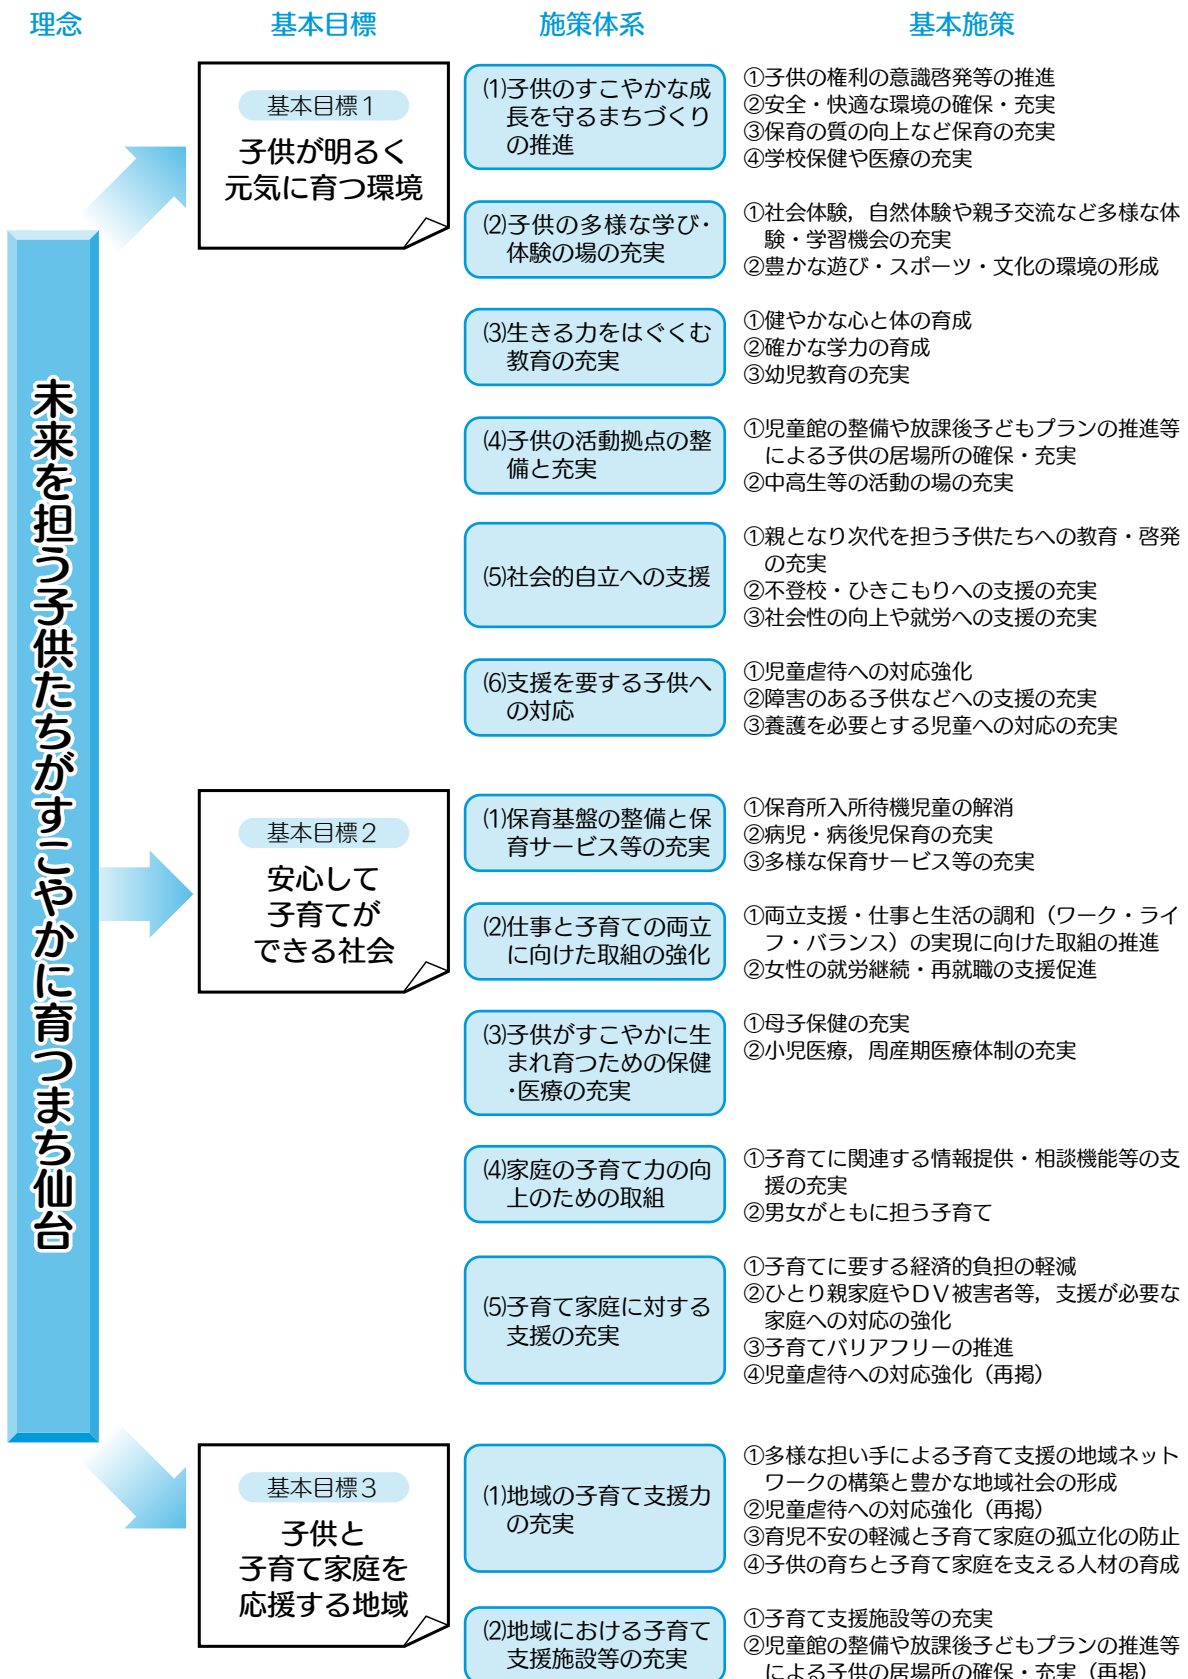 理念
基本目標
施策体系
基本施策
未来を担う子供たちがすこやかに育つまち仙台
基本目標1
子供が明るく
元気に育つ環境
⑴子供のすこやかな成
長を守るまちづくり
の推進
①子供の権利の意識啓発等の推進
②安全・快適な環境の確保・充実
③保育の質の向上など保育の充実
④学校保健や医療の充実
⑵子供の多様な学び・
体験の場の充実
①社会体験，自然体験や親子交流など多様な体
験・学習機会の充実
②豊かな遊び・スポーツ・文化の環境の形成
⑶生きる力をはぐくむ
教育の充実
①健やかな心と体の育成
②確かな学力の育成
③幼児教育の充実
⑷子供の活動拠点の整
備と充実
①児童館の整備や放課後子どもプランの推進等
による子供の居場所の確保・充実
②中高生等の活動の場の充実
⑸社会的自立への支援
①親となり次代を担う子供たちへの教育・啓発
の充実
②不登校・ひきこもりへの支援の充実
③社会性の向上や就労への支援の充実
⑹支援を要する子供へ
の対応
①児童虐待への対応強化
②障害のある子供などへの支援の充実
③養護を必要とする児童への対応の充実
基本目標2
安心して
子育てが
できる社会
⑴保育基盤の整備と保
育サービス等の充実
①保育所入所待機児童の解消
②病児・病後児保育の充実
③多様な保育サービス等の充実
⑵仕事と子育ての両立
に向けた取組の強化
①両立支援・仕事と生活の調和（ワーク・ライ
フ・バランス）の実現に向けた取組の推進
②女性の就労継続・再就職の支援促進
⑶子供がすこやかに生
まれ育つための保健
・医療の充実
①母子保健の充実
②小児医療，周産期医療体制の充実
⑷家庭の子育て力の向
上のための取組
①子育てに関連する情報提供・相談機能等の支
援の充実
②男女がともに担う子育て
⑸子育て家庭に対する
支援の充実
①子育てに要する経済的負担の軽減
②ひとり親家庭やＤＶ被害者等，支援が必要な
家庭への対応の強化
③子育てバリアフリーの推進
④児童虐待への対応強化（再掲）
基本目標3
子供と
子育て家庭を
応援する地域
⑴地域の子育て支援力
の充実
①多様な担い手による子育て支援の地域ネット
ワークの構築と豊かな地域社会の形成
②児童虐待への対応強化（再掲）
③育児不安の軽減と子育て家庭の孤立化の防止
④子供の育ちと子育て家庭を支える人材の育成
⑵地域における子育て
支援施設等の充実
①子育て支援施設等の充実
②児童館の整備や放課後子どもプランの推進等
による子供の居場所の確保・充実（再掲）